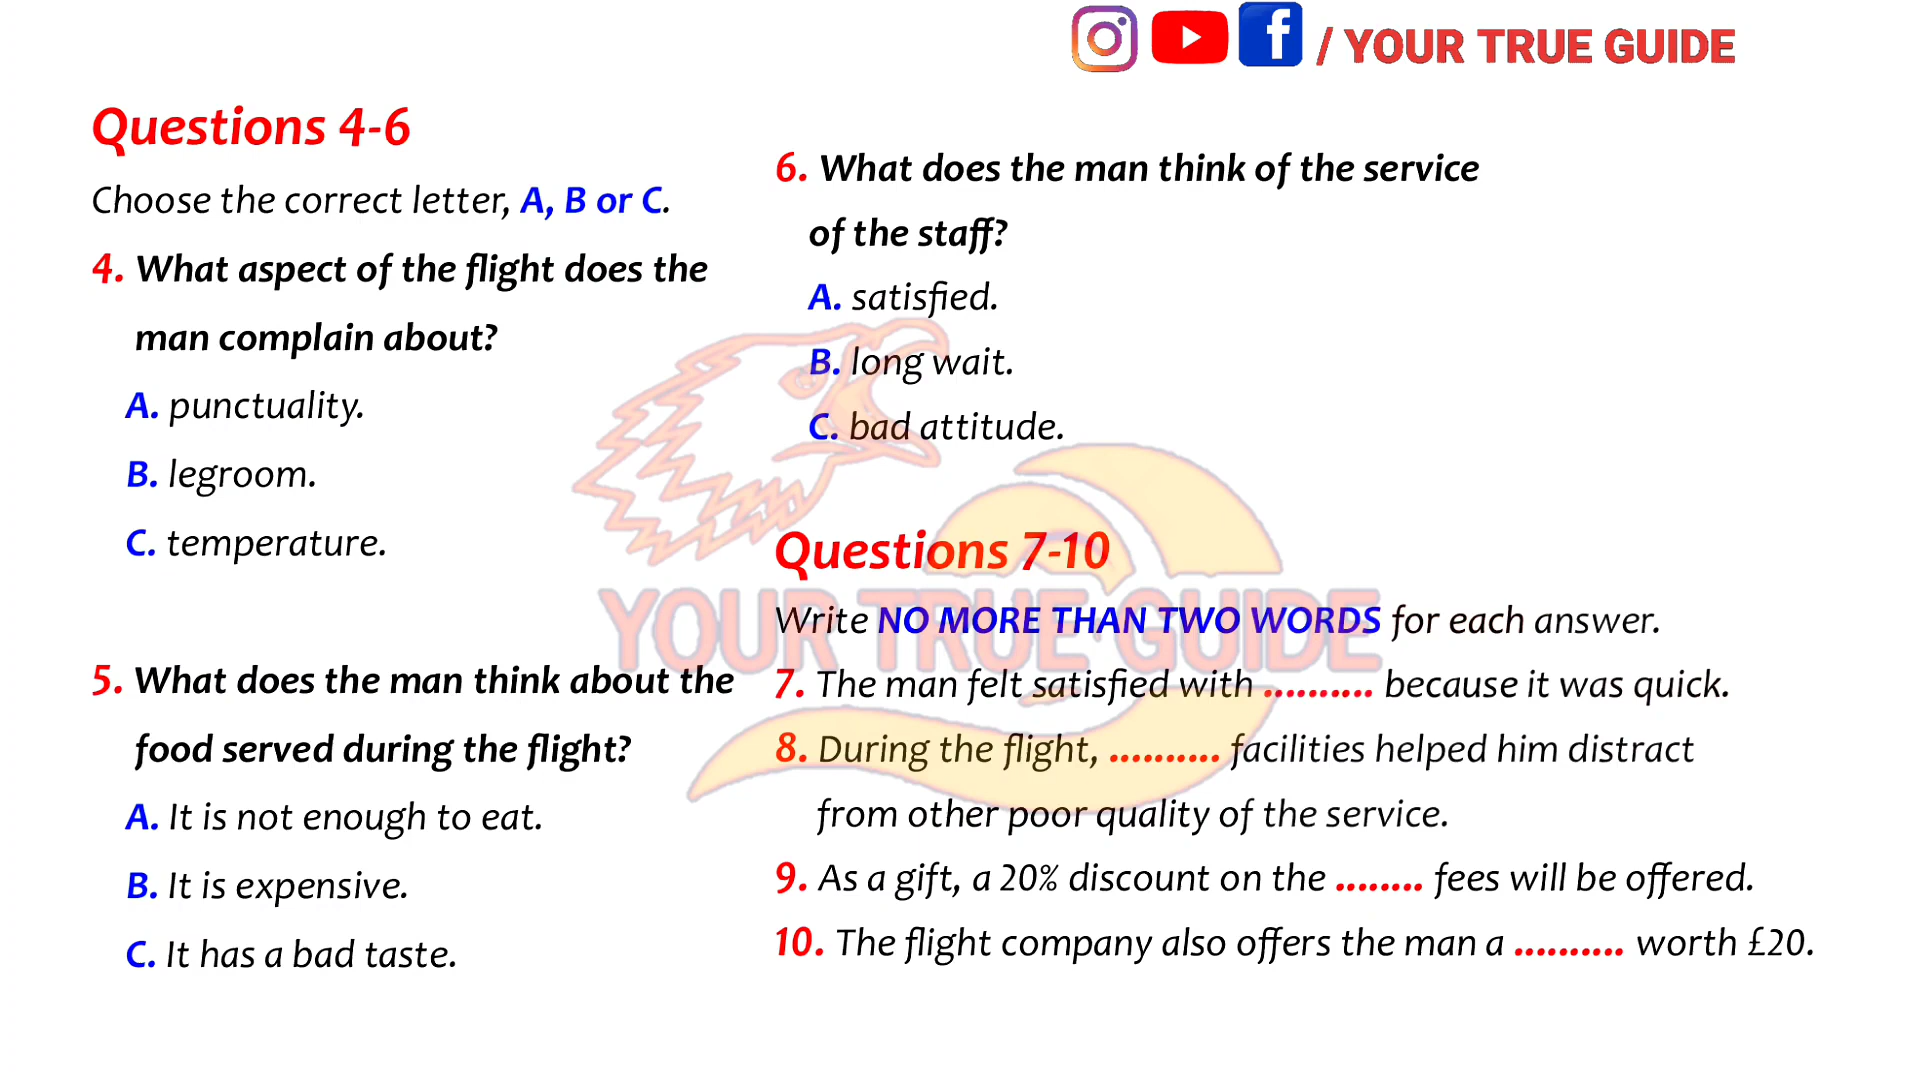 / YOUR TRUE GUIDE
Questions 4-6
Choose the correct letter, A, B or C.
4. What aspect of the flight does the
man complain about?
A. punctuality.
B. legroom.
C. temperature.
5. What does the man think about the
food served during the flight?
A. It is not enough to eat.
B. It is expensive.
C. It has a bad taste.
6. What does the man think of the service
of the staff?
A. satisfied.
B. long wait.
C. bad attitude.
Questions 7-10
Write NO MORE THAN TWO WORDS for each answer.
7. The man felt satisfied with .......... because it was quick.
8. During the flight, .......... facilities helped him distract
from other poor quality of the service.
9. As a gift, a 20% discount on the ........ fees will be offered.
10. The flight company also offers the man a .......... worth £20.
YOUR TRUE GUIDE